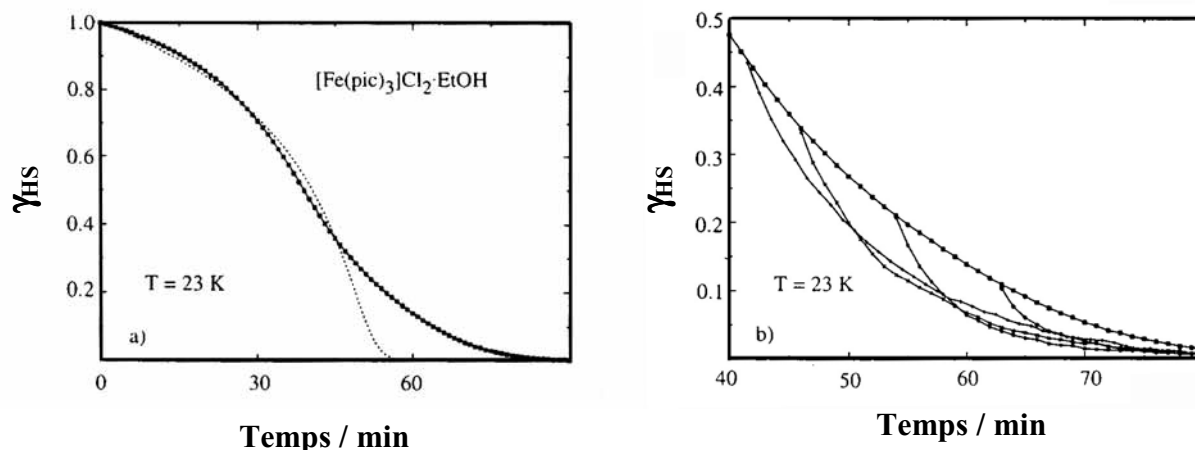 1.0
0.8
0.6
0.4
0.2
γHS
[Fe(pic)3]Cl2·EtOH
T = 23 K
a)
0
30
60
Temps / min
0.5
0.4
0.3
0.2
0.1
γHS
T = 23 K
b)
40
50
60
70
Temps / min